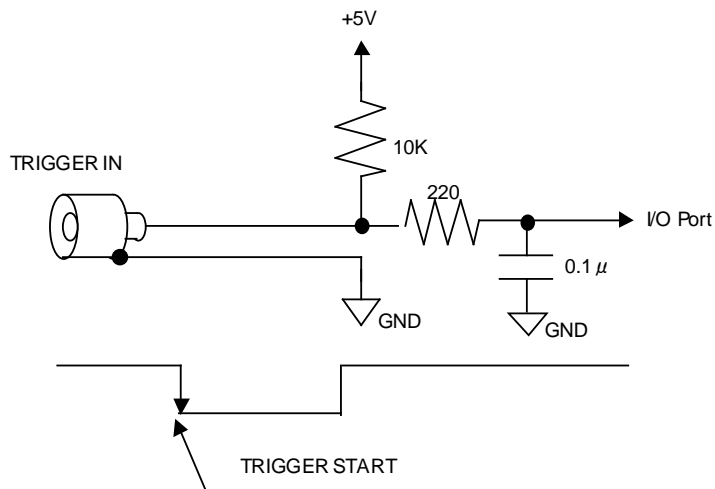 +5V
10K
TRIGGER IN
220
I/O Port
0.1 μ
GND
GND
TRIGGER START